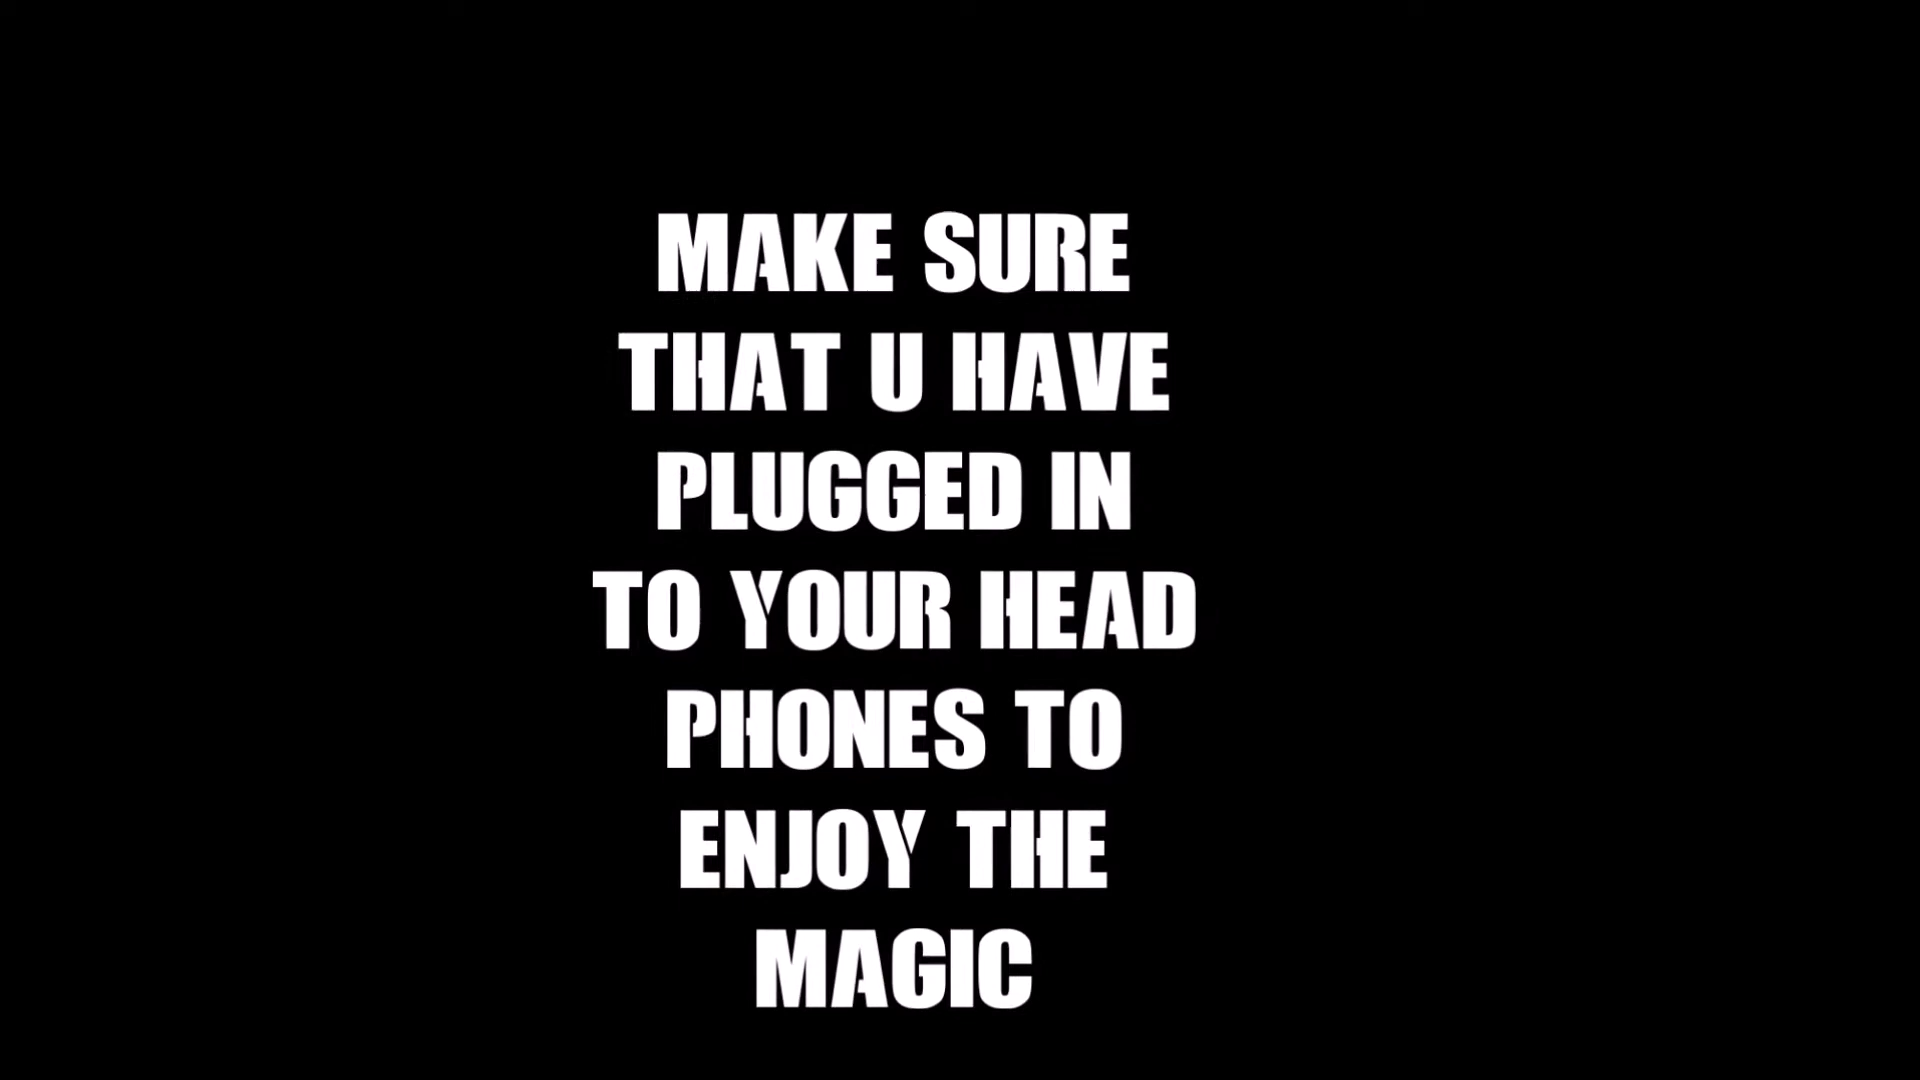 MAKE SURE
THAT U HAVE
PLUGGED IN
TO YOUR HEAD
PHONES TO
ENJOY THE
MAGIC